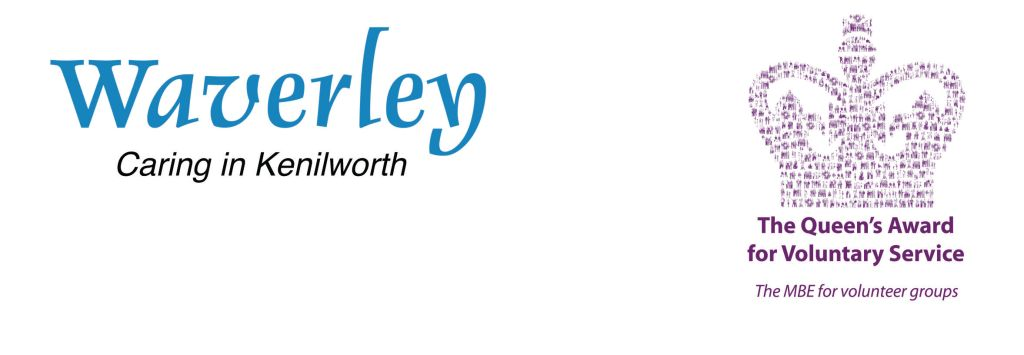 Waverley
Caring in Kenilworth
The Queen’s Award
for Voluntary Service
The MBE for volunteer groups